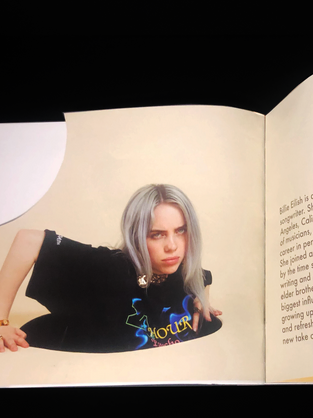 HOUR
Billie Eilish is
songwriter. Sh
Angeles, Cali
of musicians,
career in per
She joined a
by the time s
writing and
elder brothe
biggest influ
growing up
and refresh
new take o